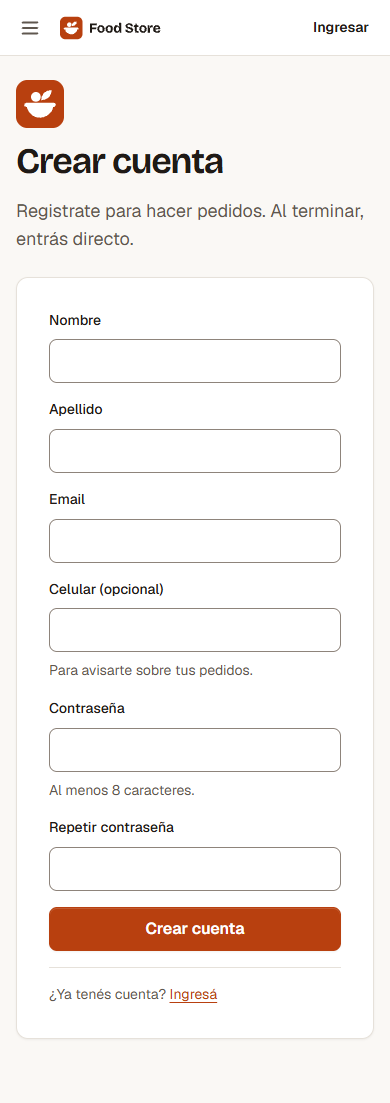 Food Store
Ingresar
Crear cuenta
Registrate para hacer pedidos. Al terminar,
entrás directo.
Nombre
Apellido
Email
Celular (opcional)
Para avisarte sobre tus pedidos.
Contraseña
Al menos 8 caracteres.
Repetir contraseña
Crear cuenta
¿Ya tenés cuenta? Ingresá